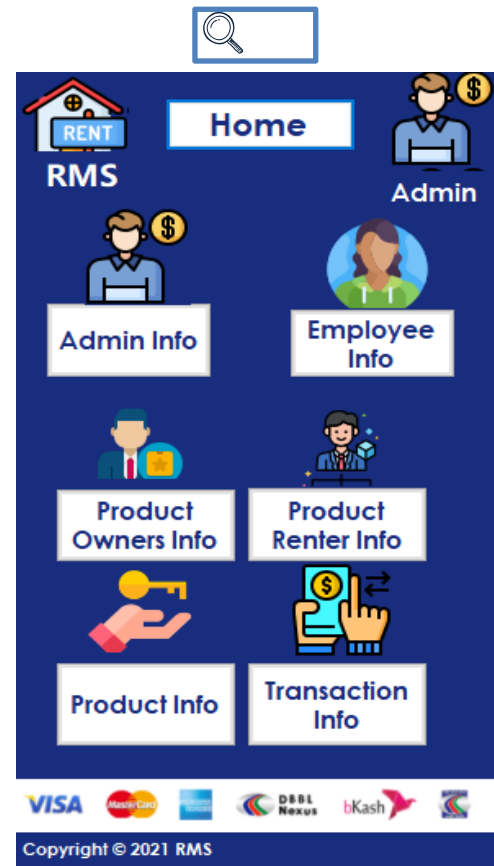 RENT
Home
RMS
Admin
Admin Info
Employee
Info
Product
Owners Info
Product
Renter Info
Product Info
Transaction
Info
VISA
MasterCard
DBBL
Nexus
bKash
Copyright © 2021 RMS